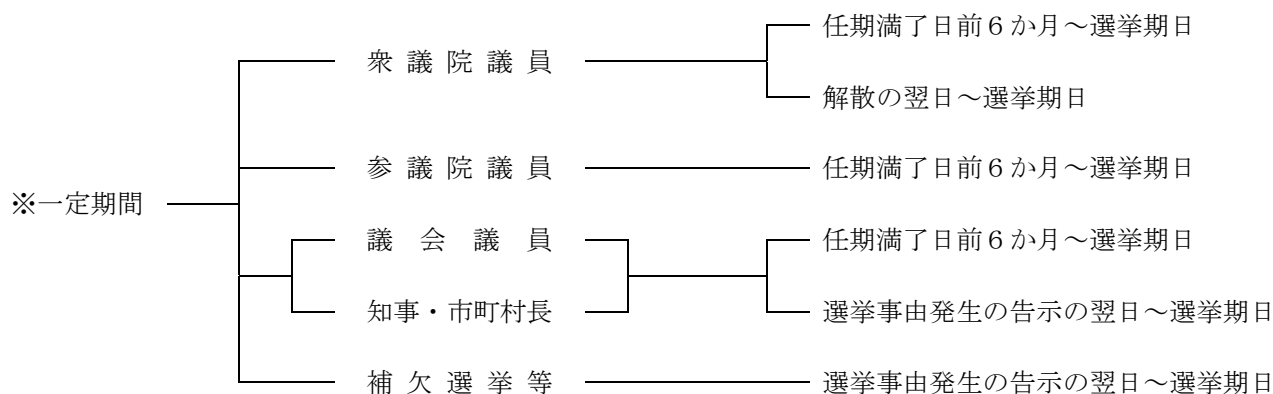 任期満了日前６か月～選挙期日
衆議院議員
解散の翌日～選挙期日
参議院議員
任期満了日前６か月～選挙期日
※一定期間
議会議員
任期満了日前６か月～選挙期日
知事・市町村長
選挙事由発生の告示の翌日～選挙期日
補欠選挙等
選挙事由発生の告示の翌日～選挙期日